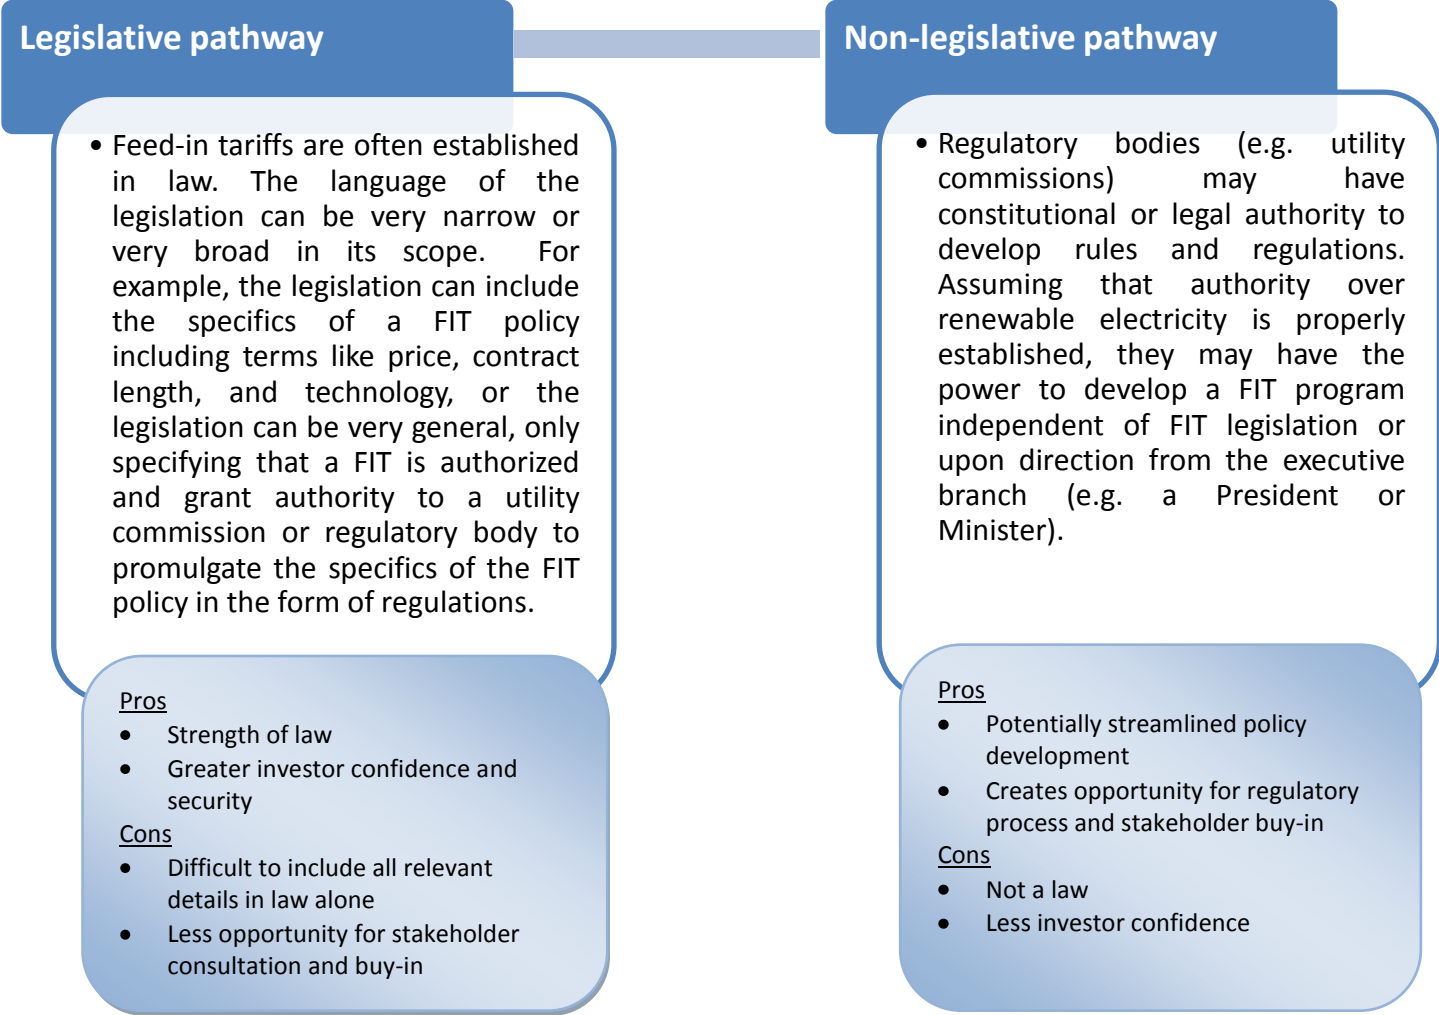 Legislative pathway
• Feed-in tariffs are often established
in law. The language of the
legislation can be very narrow or
very broad in its scope. For
example, the legislation can include
the specifics of a FIT policy
including terms like price, contract
length, and technology, or the
legislation can be very general, only
specifying that a FIT is authorized
and grant authority to a utility
commission or regulatory body to
promulgate the specifics of the FIT
policy in the form of regulations.
Pros
• Strength of law
• Greater investor confidence and
security
Cons
• Difficult to include all relevant
details in law alone
• Less opportunity for stakeholder
consultation and buy-in
Non-legislative pathway
• Regulatory bodies (e.g. utility
commissions) may have
constitutional or legal authority to
develop rules and regulations.
Assuming that authority over
renewable electricity is properly
established, they may have the
power to develop a FIT program
independent of FIT legislation or
upon direction from the executive
branch (e.g. a President or
Minister).
Pros
• Potentially streamlined policy
development
• Creates opportunity for regulatory
process and stakeholder buy-in
Cons
• Not a law
• Less investor confidence